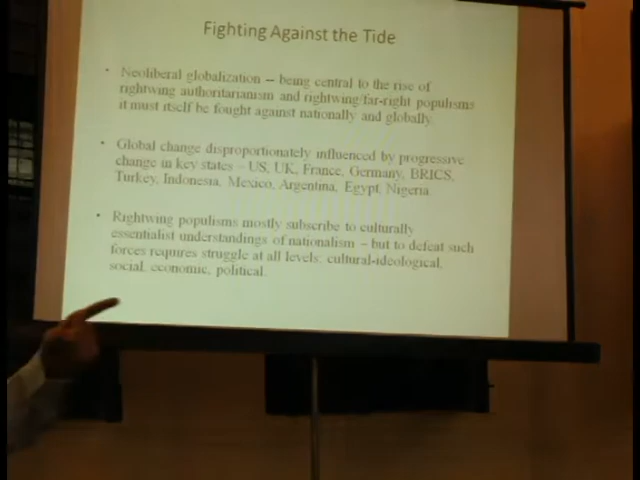 Fighting Against the Tide
• Neoliberal globalization – being central to the rise of
rightwing authoritarianism and rightwing/far-right populisms
it must itself be fought against nationally and globally.
• Global change disproportionately influenced by progressive
change in key states – US, UK, France, Germany, BRICS,
Turkey, Indonesia, Mexico, Argentina, Egypt, Nigeria.
• Rightwing populisms mostly subscribe to culturally
essentialist understandings of nationalism – but to defeat such
forces requires struggle at all levels: cultural-ideological,
social, economic, political.